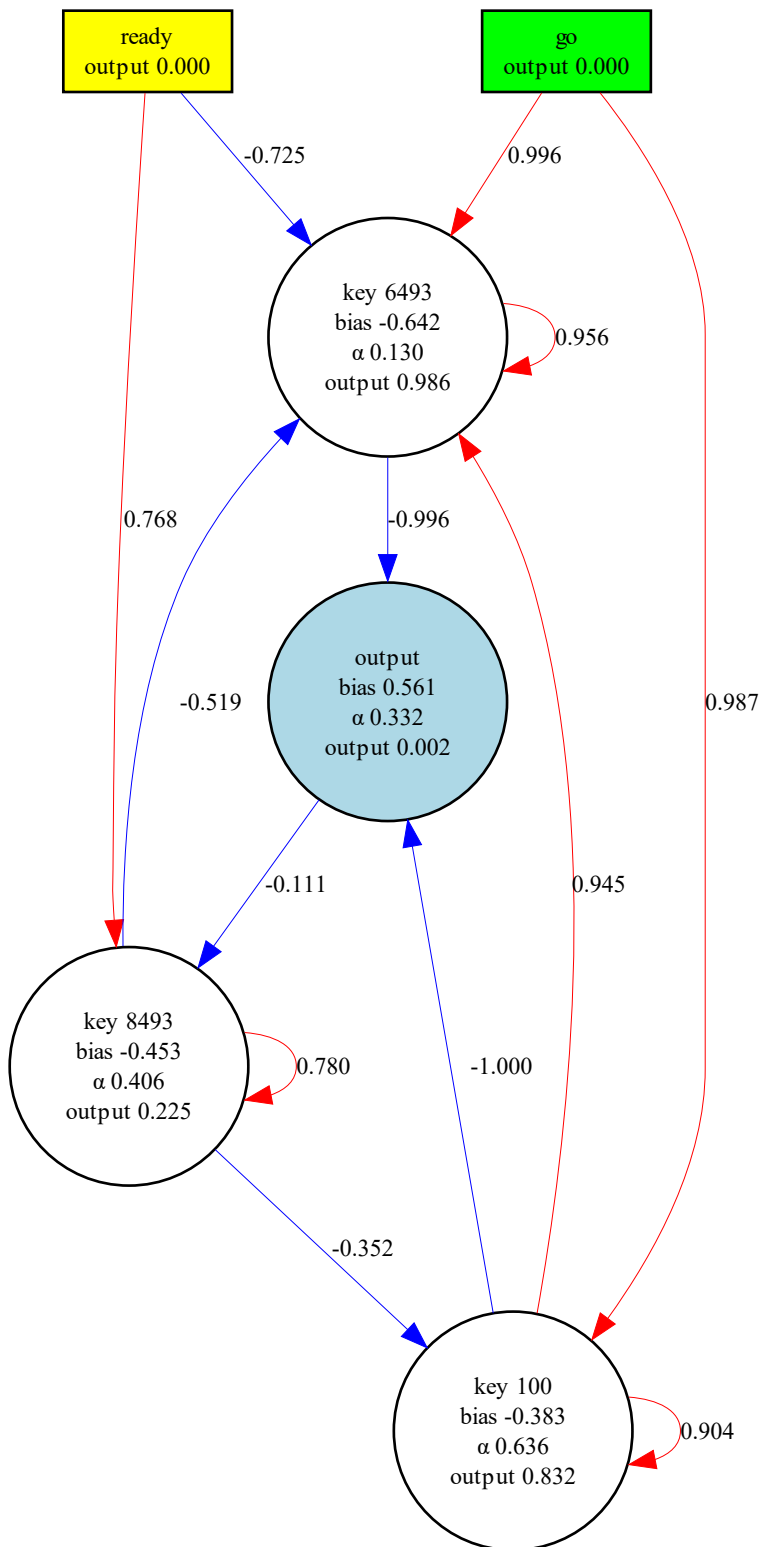 ready
output 0.000
go
output 0.000
-0.725
0.996
key 6493
bias -0.642
α 0.130
output 0.986
0.956
0.768
-0.996
-0.519
output
bias 0.561
α 0.332
output 0.002
0.987
-0.111
0.945
key 8493
bias -0.453
α 0.406
output 0.225
0.780
-1.000
-0.352
key 100
bias -0.383
α 0.636
output 0.832
0.904